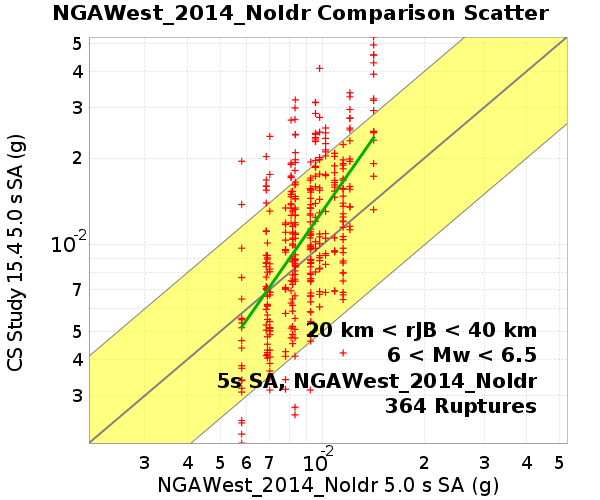 NGAWest_2014_NoIdr Comparison Scatter
CS Study 15.4 5.0 s SA (g)
5
4
3
2
10-2
7
5
4
3
20 km < rJB < 40 km
6 < Mw < 6.5
5s SA, NGAWest_2014_NoIdr
364 Ruptures
3 4 5 6 7 10-2 2 3 4 5
NGAWest_2014_NoIdr 5.0 s SA (g)